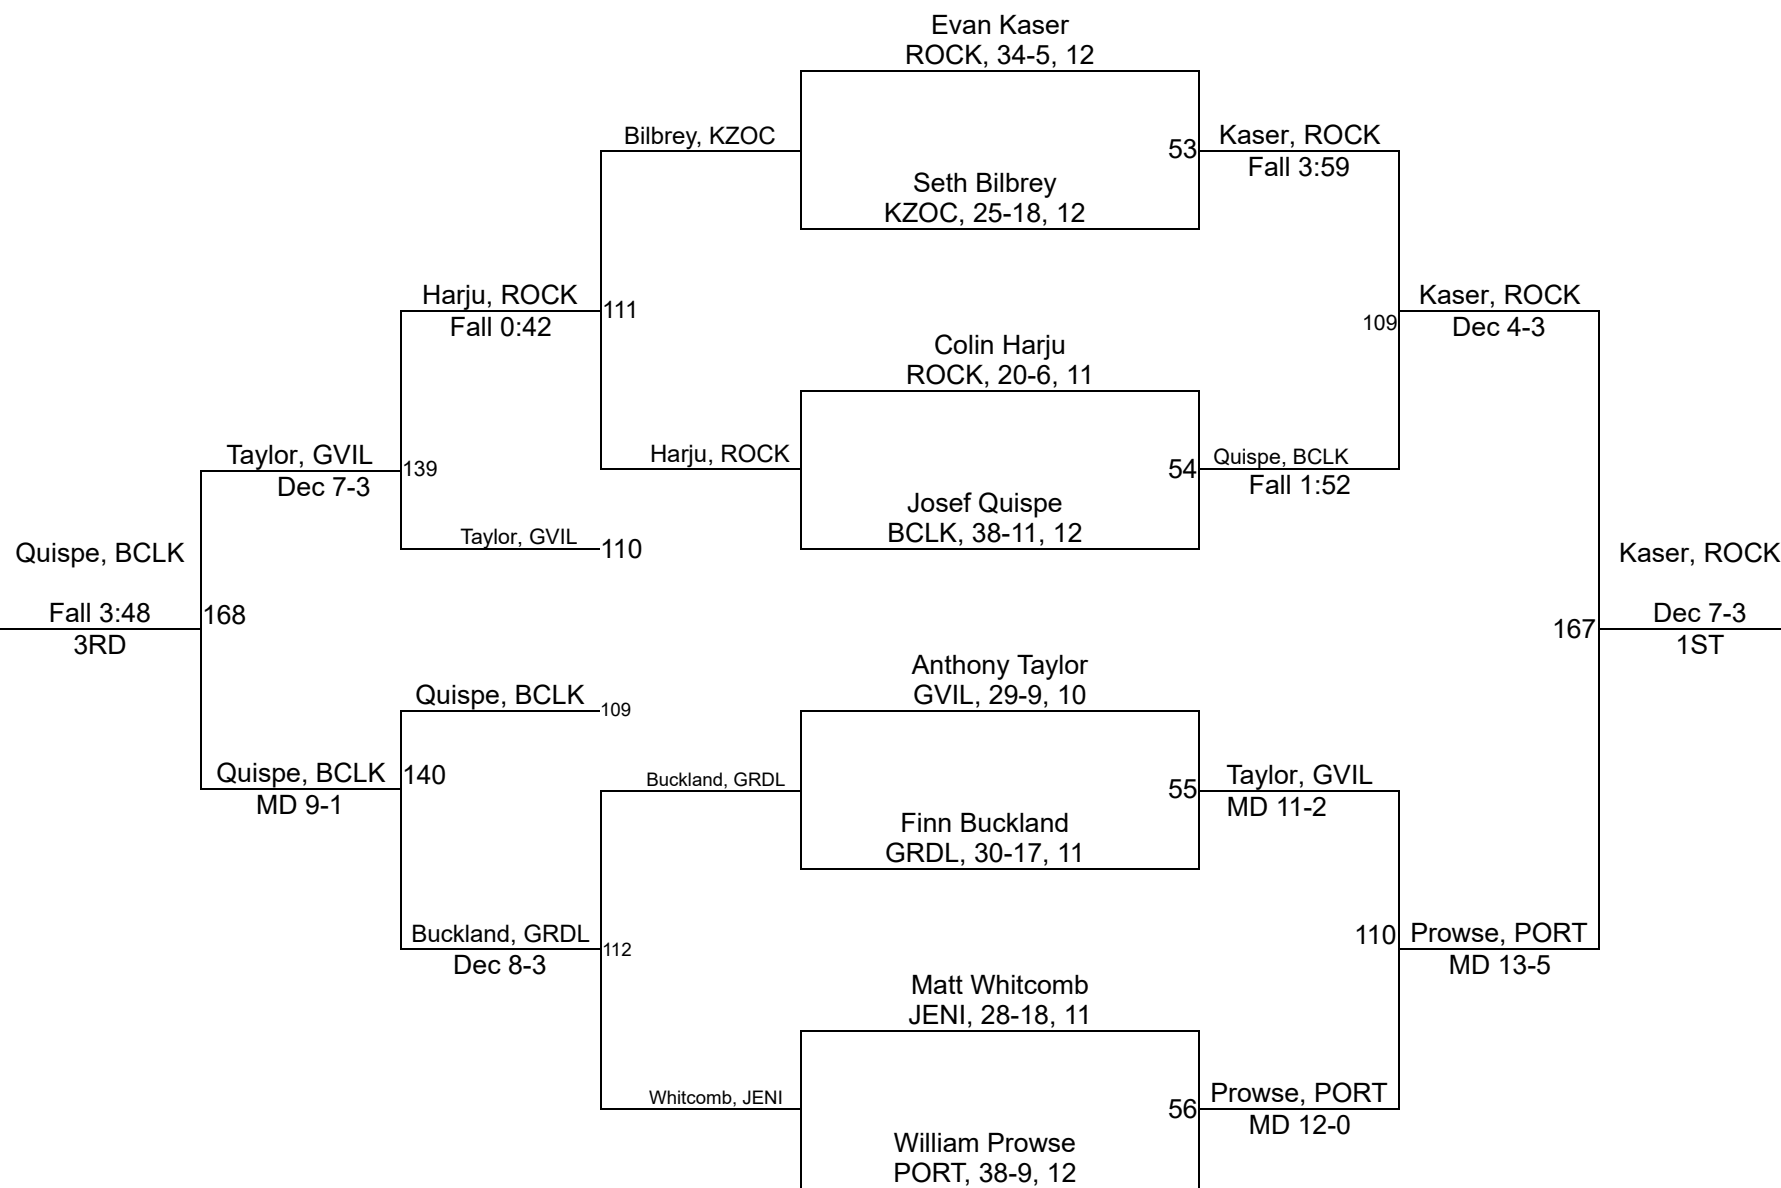 Evan Kaser
ROCK, 34-5, 12
Bilbrey, KZOC
53
Kaser, ROCK
Fall 3:59
Seth Bilbrey
KZOC, 25-18, 12
Harju, ROCK
Fall 0:42
111
Kaser, ROCK
Dec 4-3
109
Colin Harju
ROCK, 20-6, 11
Harju, ROCK
54
Quispe, BCLK
Fall 1:52
Taylor, GVIL
Dec 7-3
139
Josef Quispe
BCLK, 38-11, 12
Taylor, GVIL
110
Quispe, BCLK
Fall 3:48
3RD
168
Kaser, ROCK
167
Dec 7-3
1ST
Anthony Taylor
GVIL, 29-9, 10
Quispe, BCLK
109
Quispe, BCLK
MD 9-1
140
Buckland, GRDL
55
Taylor, GVIL
MD 11-2
Finn Buckland
GRDL, 30-17, 11
Buckland, GRDL
Dec 8-3
112
110
Prowse, PORT
MD 13-5
Matt Whitcomb
JENI, 28-18, 11
Whitcomb, JENI
56
Prowse, PORT
MD 12-0
William Prowse
PORT, 38-9, 12